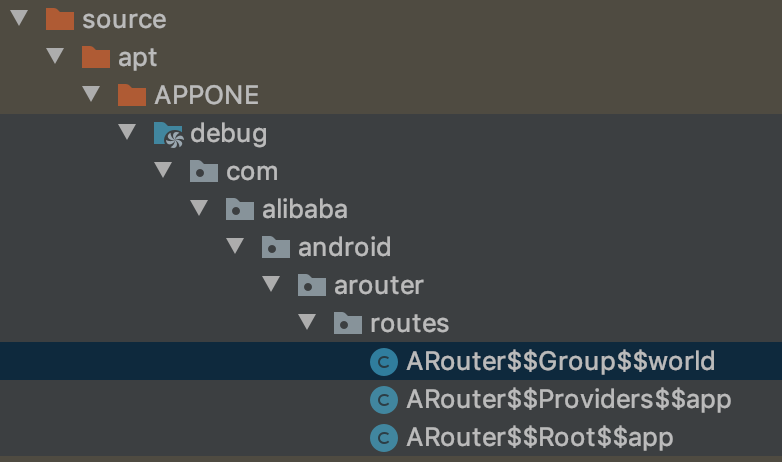 source
apt
APPONE
debug
com
alibaba
android
arouter
routes
ARouter$$Group$$world
ARouter$$Providers$$app
ARouter$$Root$$app